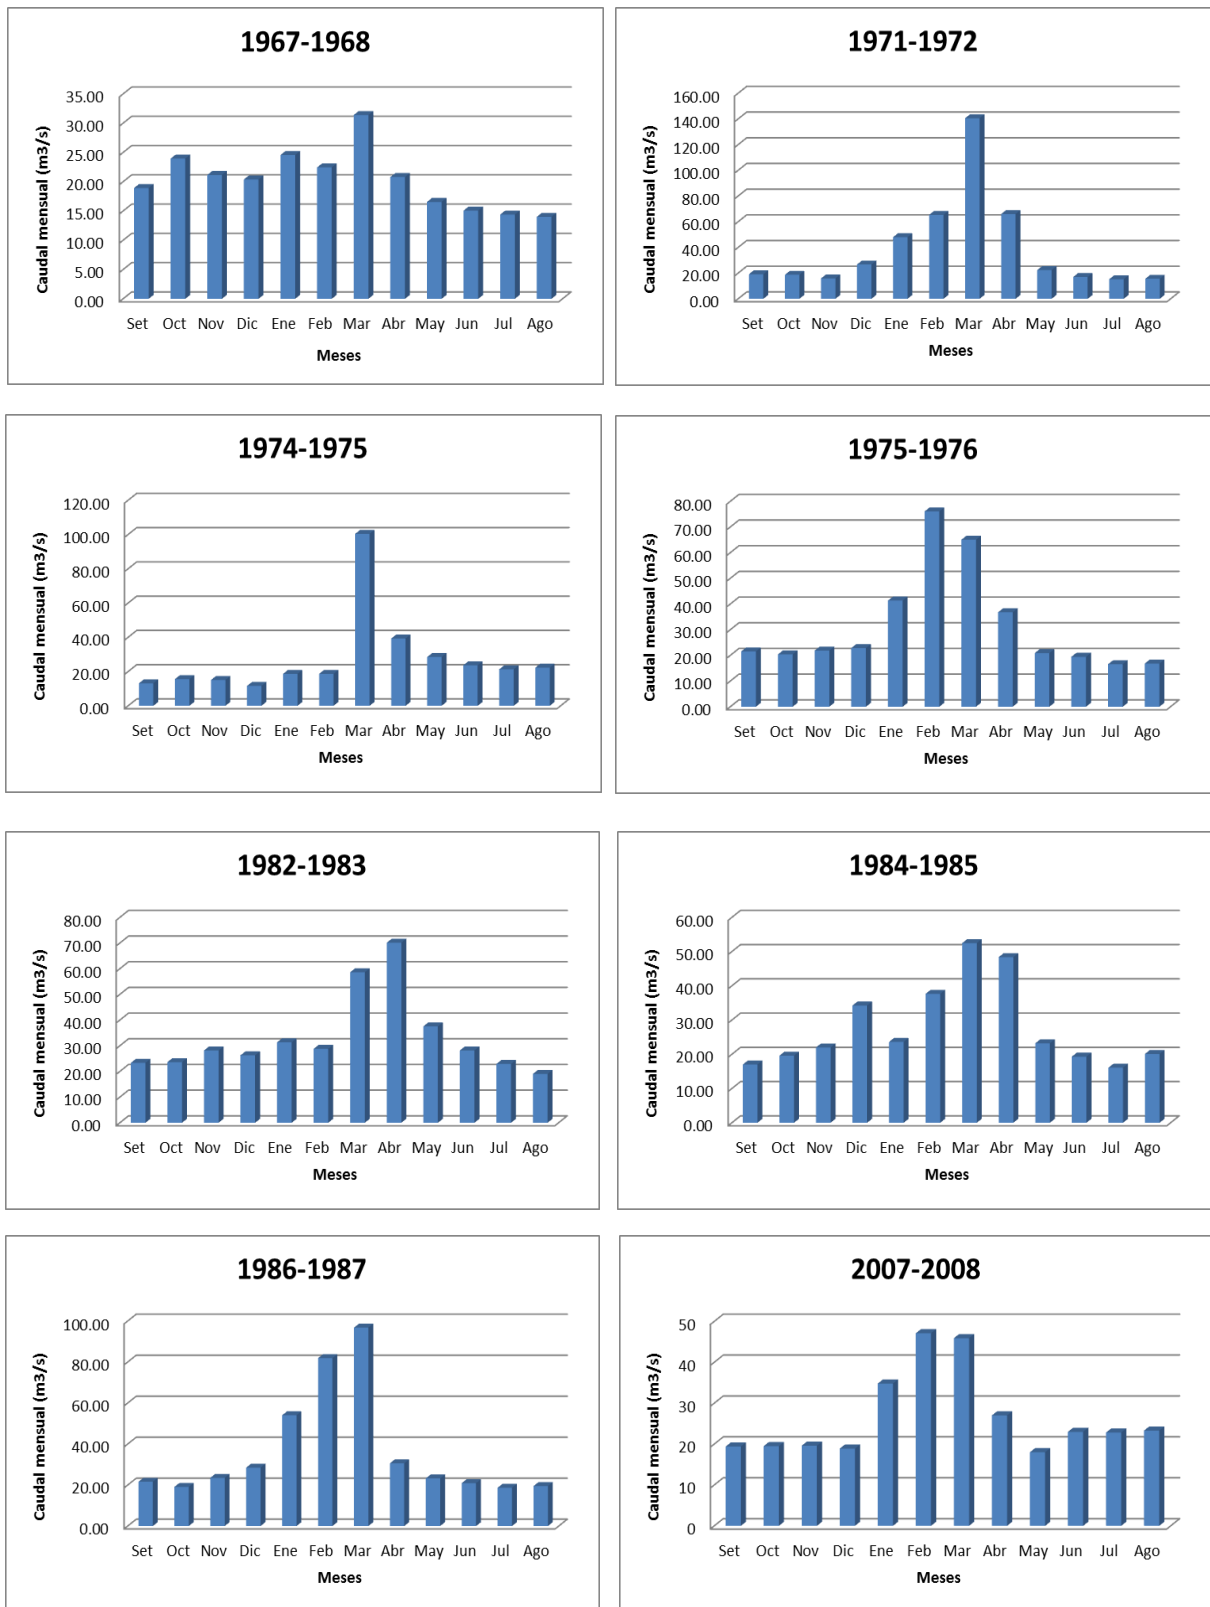 1967-1968
Caudal mensual (m3/s)
35.00
30.00
25.00
20.00
15.00
10.00
5.00
0.00
Set Oct Nov Dic Ene Feb Mar Abr May Jun Jul Ago
Meses
1971-1972
Caudal mensual (m3/s)
160.00
140.00
120.00
100.00
80.00
60.00
40.00
20.00
0.00
Set Oct Nov Dic Ene Feb Mar Abr May Jun Jul Ago
Meses
1974-1975
Caudal mensual (m3/s)
120.00
100.00
80.00
60.00
40.00
20.00
0.00
Set Oct Nov Dic Ene Feb Mar Abr May Jun Jul Ago
Meses
1975-1976
Caudal mensual (m3/s)
80.00
70.00
60.00
50.00
40.00
30.00
20.00
10.00
0.00
Set Oct Nov Dic Ene Feb Mar Abr May Jun Jul Ago
Meses
1982-1983
Caudal mensual (m3/s)
80.00
70.00
60.00
50.00
40.00
30.00
20.00
10.00
0.00
Set Oct Nov Dic Ene Feb Mar Abr May Jun Jul Ago
Meses
1984-1985
Caudal mensual (m3/s)
60.00
50.00
40.00
30.00
20.00
10.00
0.00
Set Oct Nov Dic Ene Feb Mar Abr May Jun Jul Ago
Meses
1986-1987
Caudal mensual (m3/s)
100.00
80.00
60.00
40.00
20.00
0.00
Set Oct Nov Dic Ene Feb Mar Abr May Jun Jul Ago
Meses
2007-2008
Caudal mensual (m3/s)
50
40
30
20
10
0
Set Oct Nov Dic Ene Feb Mar Abr May Jun Jul Ago
Meses